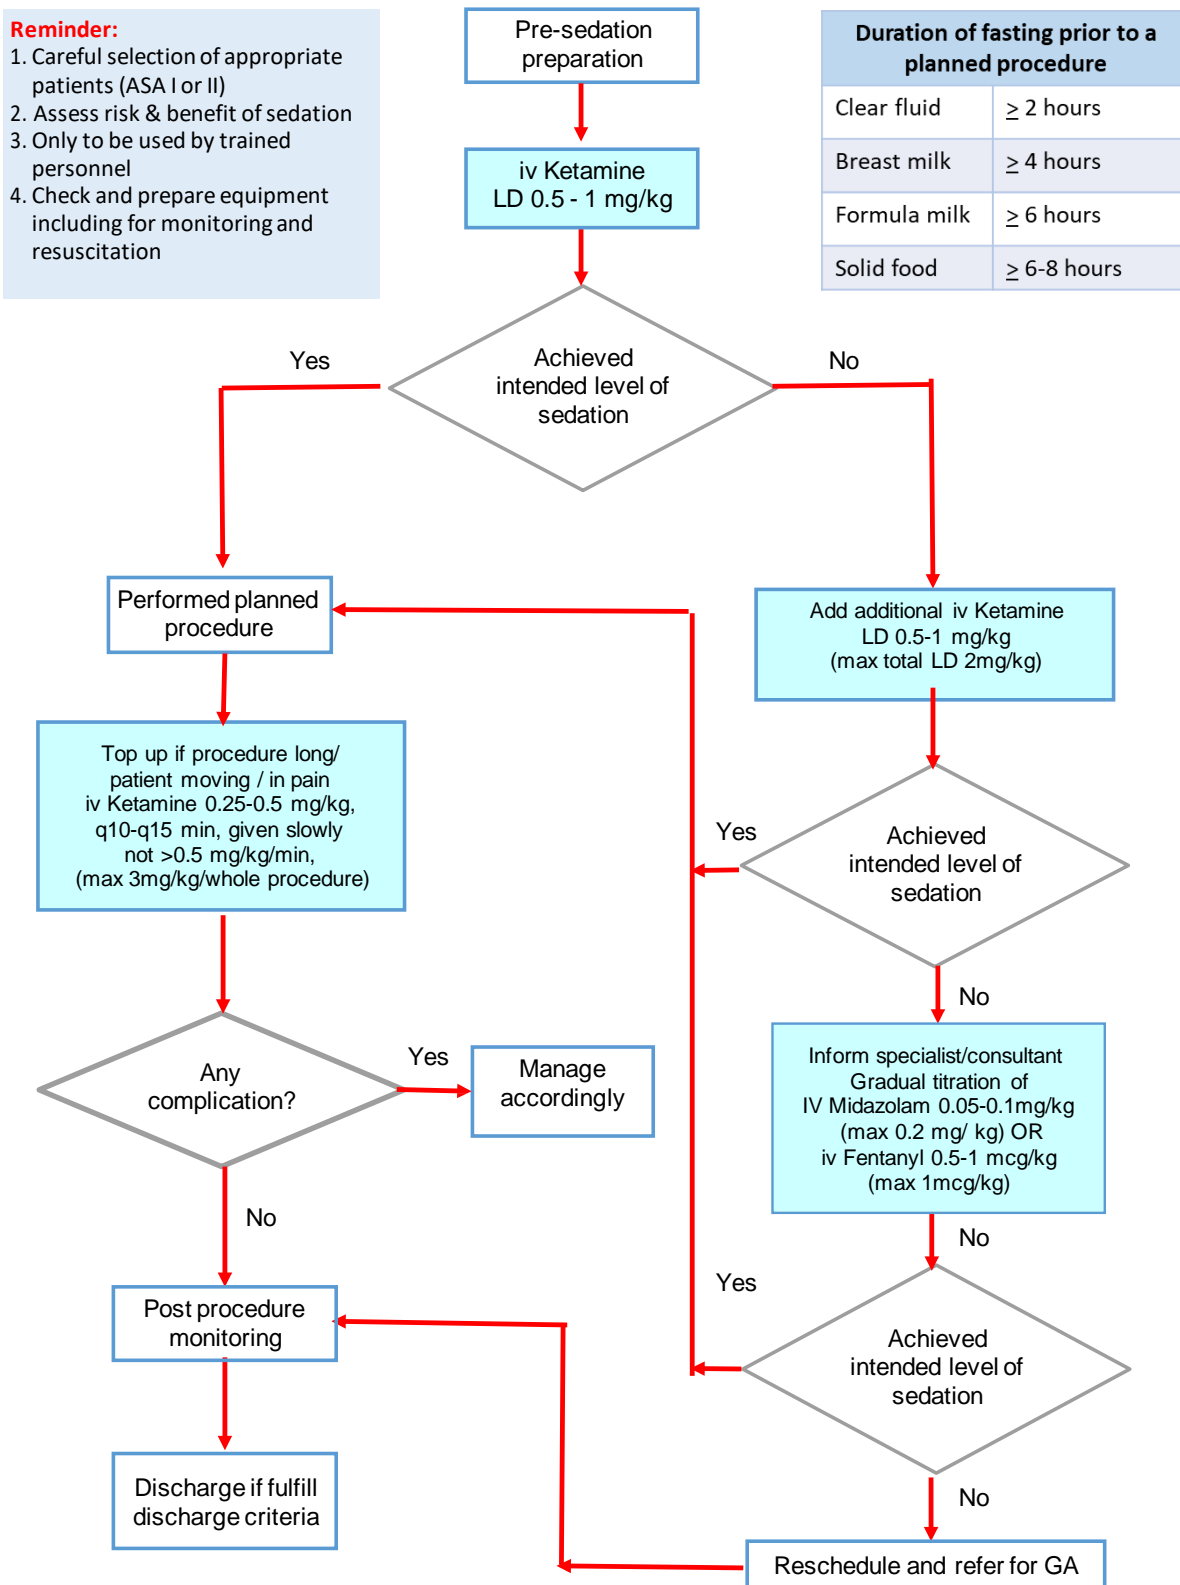 Reminder:
1. Careful selection of appropriate
patients (ASA I or II)
2. Assess risk & benefit of sedation
3. Only to be used by trained
personnel
4. Check and prepare equipment
including for monitoring and
resuscitation
Pre-sedation
preparation
Duration of fasting prior to a
planned procedure
Clear fluid ≥ 2 hours
Breast milk ≥ 4 hours
Formula milk ≥ 6 hours
Solid food ≥ 6-8 hours
iv Ketamine
LD 0.5 - 1 mg/kg
Achieved
intended level of
sedation
Yes
No
Performed planned
procedure
Add additional iv Ketamine
LD 0.5-1 mg/kg
(max total LD 2mg/kg)
Top up if procedure long/
patient moving / in pain
iv Ketamine 0.25-0.5 mg/kg,
q10-q15 min, given slowly
not >0.5 mg/kg/min,
(max 3mg/kg/whole procedure)
Yes
Achieved
intended level of
sedation
No
Any
complication?
Yes
Manage
accordingly
Inform specialist/consultant
Gradual titration of
IV Midazolam 0.05-0.1mg/kg
(max 0.2 mg/ kg) OR
iv Fentanyl 0.5-1 mcg/kg
(max 1mcg/kg)
No
No
Yes
Post procedure
monitoring
Achieved
intended level of
sedation
Discharge if fulfill
discharge criteria
No
Reschedule and refer for GA